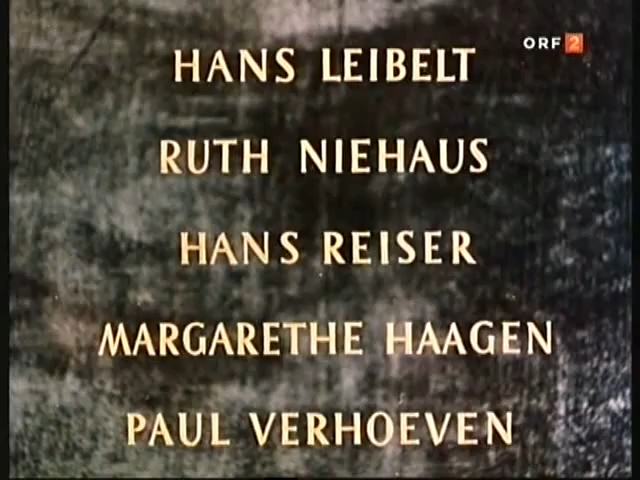 HANS LEIBELT
ORF 2
RUTH NIEHAUS
HANS REISER
MARGARETHE HAAGEN
PAUL VERHOEVEN